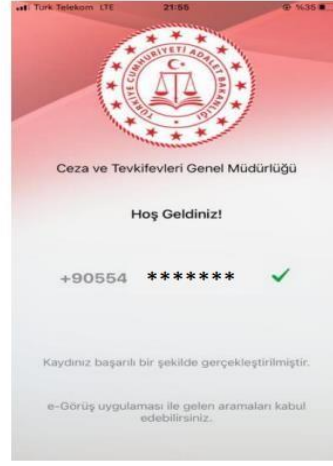 Türk Telekom LTE 21:55 @ %35
TÜRKİYE CUMHURİYETİ ADALET BAKANLIĞI
Ceza ve Tevkifevleri Genel Müdürlüğü
Hoş Geldiniz!
+90554 *******
Kaydınız başarılı bir şekilde gerçekleştirilmiştir.
e-Görüş uygulaması ile gelen aramaları kabul
edebilirsiniz.